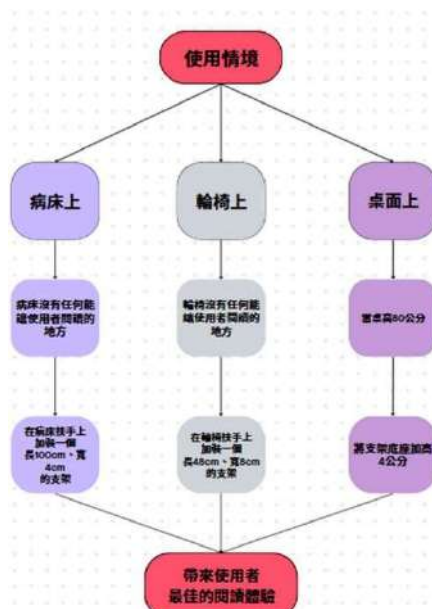 使用情境
病床上
輪椅上
桌面上
病床沒有任何能
讓使用者閱讀的
地方
輪椅沒有任何能
讓使用者閱讀的
地方
當桌高80公分
在病床扶手上
加裝一個
長100cm、寬
4cm
的支架
在輪椅扶手上
加裝一個
長48cm、寬8cm
的支架
將支架底座加高
4公分
帶來使用者
最佳的閱讀體驗